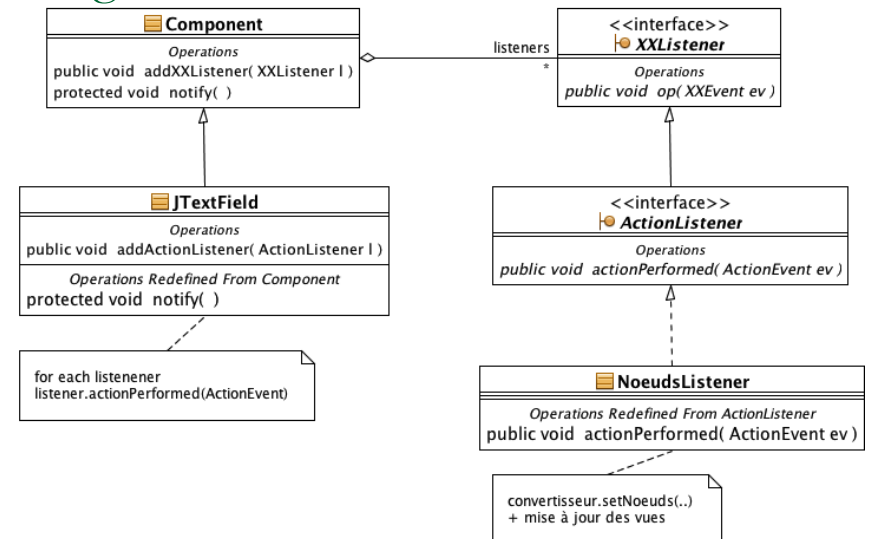 Component
Operations
public void addXXListener( XXListener l )
protected void notify( )
listeners
*
<<interface>>
XXListener
Operations
public void op( XXEvent ev )
JTextField
Operations
public void addActionListener( ActionListener l )
Operations Redefined From Component
protected void notify( )
for each listenener
listener.actionPerformed(ActionEvent)
<<interface>>
ActionListener
Operations
public void actionPerformed( ActionEvent ev )
NoeudsListener
Operations Redefined From ActionListener
public void actionPerformed( ActionEvent ev )
convertisseur.setNoeuds(..)
+ mise à jour des vues